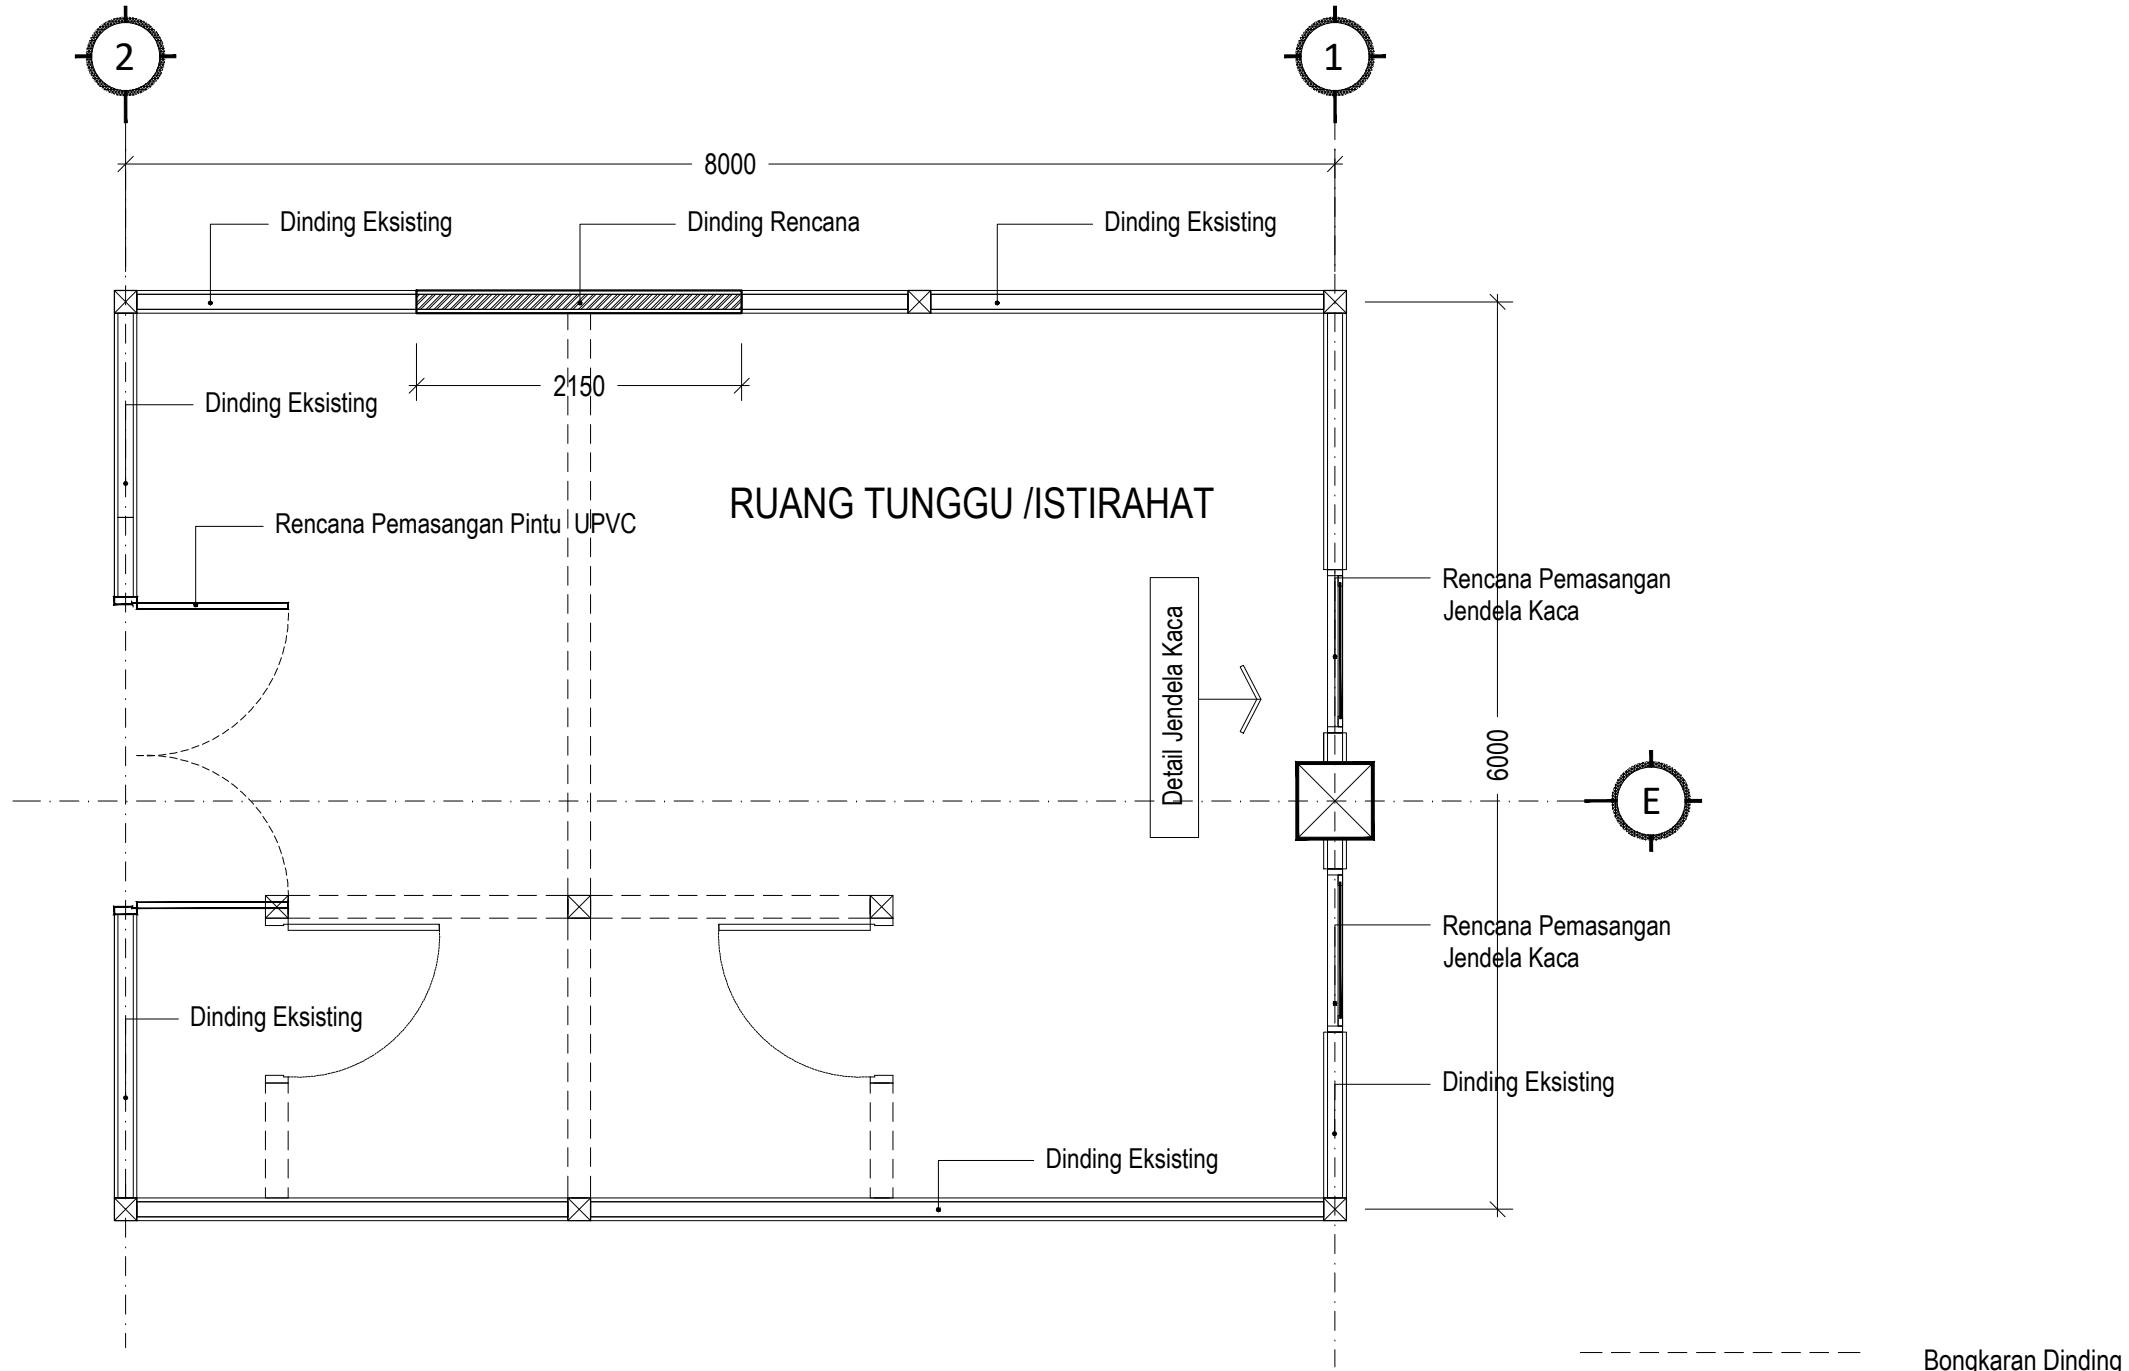 2
1
8000
Dinding Eksisting
Dinding Rencana
Dinding Eksisting
2150
Dinding Eksisting
RUANG TUNGGU /ISTIRAHAT
Rencana Pemasangan Pintu UPVC
Rencana Pemasangan
Jendela Kaca
Detail Jendela Kaca
6000
E
Rencana Pemasangan
Jendela Kaca
Dinding Eksisting
Dinding Eksisting
Dinding Eksisting
Bongkaran Dinding